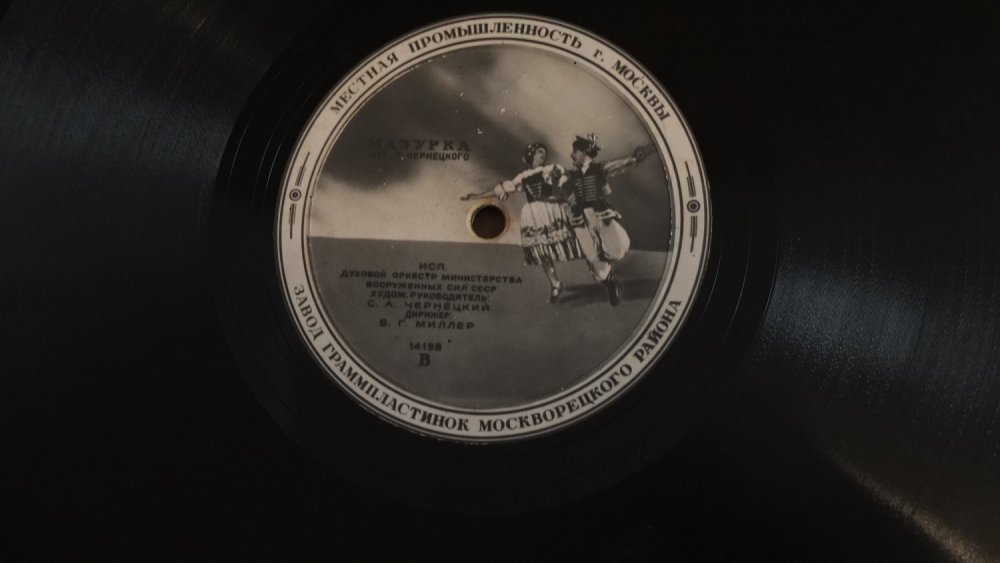 МЕСТНАЯ ПРОМЫШЛЕННОСТЬ г. МОСКВЫ
МАЗУРКА
ЧЕРНЕЦКОГО
ИСП.
ДУХОВОЙ ОРКЕСТР МИНИСТЕРСТВА
ВООРУЖЕННЫХ СИЛ СССР
ХУДОЖ. РУКОВОДИТЕЛЬ:
С. А. ЧЕРНЕЦКИЙ
ДИРИЖЕР:
Б. Г. МИЛЛЕР
14198
В
ЗАВОД ГРАММПЛАСТИНОК МОСКВОРЕЦКОГО РАЙОНА